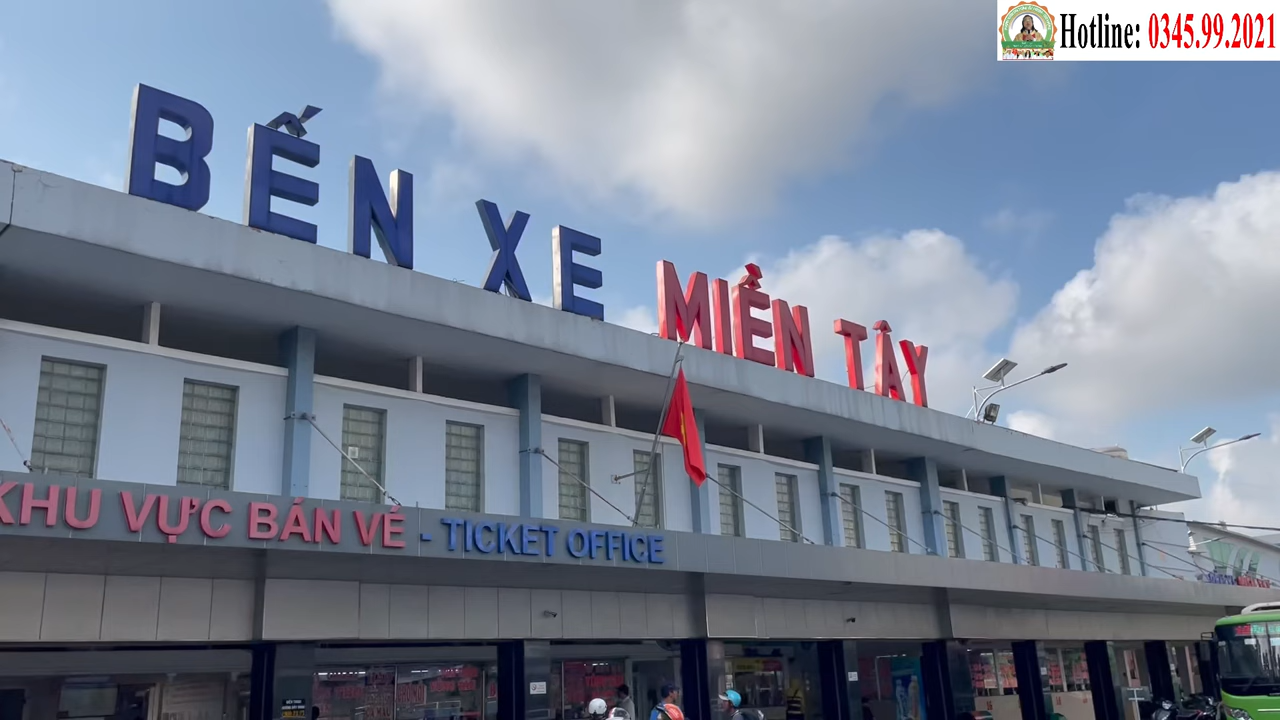 Hotline: 0345.99.2021
BẾN XE MIỀN TÂY
KHU VỰC BÁN VÉ - TICKET OFFICE